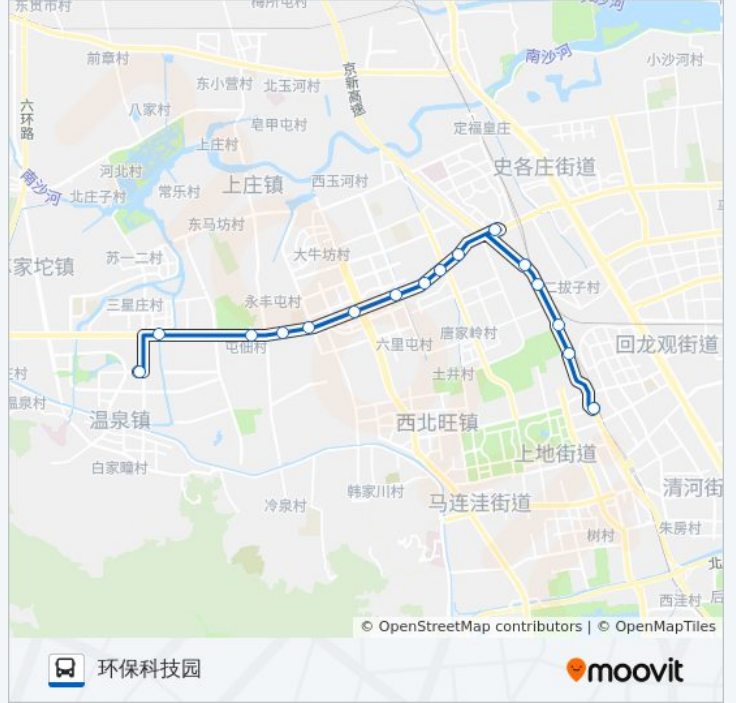 东贯市村
梅所屯村
南沙河
前章村
小沙河村
东小营村
北玉河村
京新高速
六环路
八家村
皂甲屯村
定福皇庄
上庄村
史各庄街道
河北村
南沙河
北庄子村
常乐村
上庄镇
西玉河村
东马坊村
大牛坊村
苏一二村
家坨镇
二拨子村
三星庄村
永丰屯村
屯佃村
六里屯村
唐家岭村
回龙观街道
土井村
温泉镇
西北旺镇
上地街道
白家疃村
韩家川村
冷泉村
马连洼街道
清河街
朱房村
树村
北
西洼村
后
© OpenStreetMap contributors | © OpenMapTiles
环保科技园
moovit